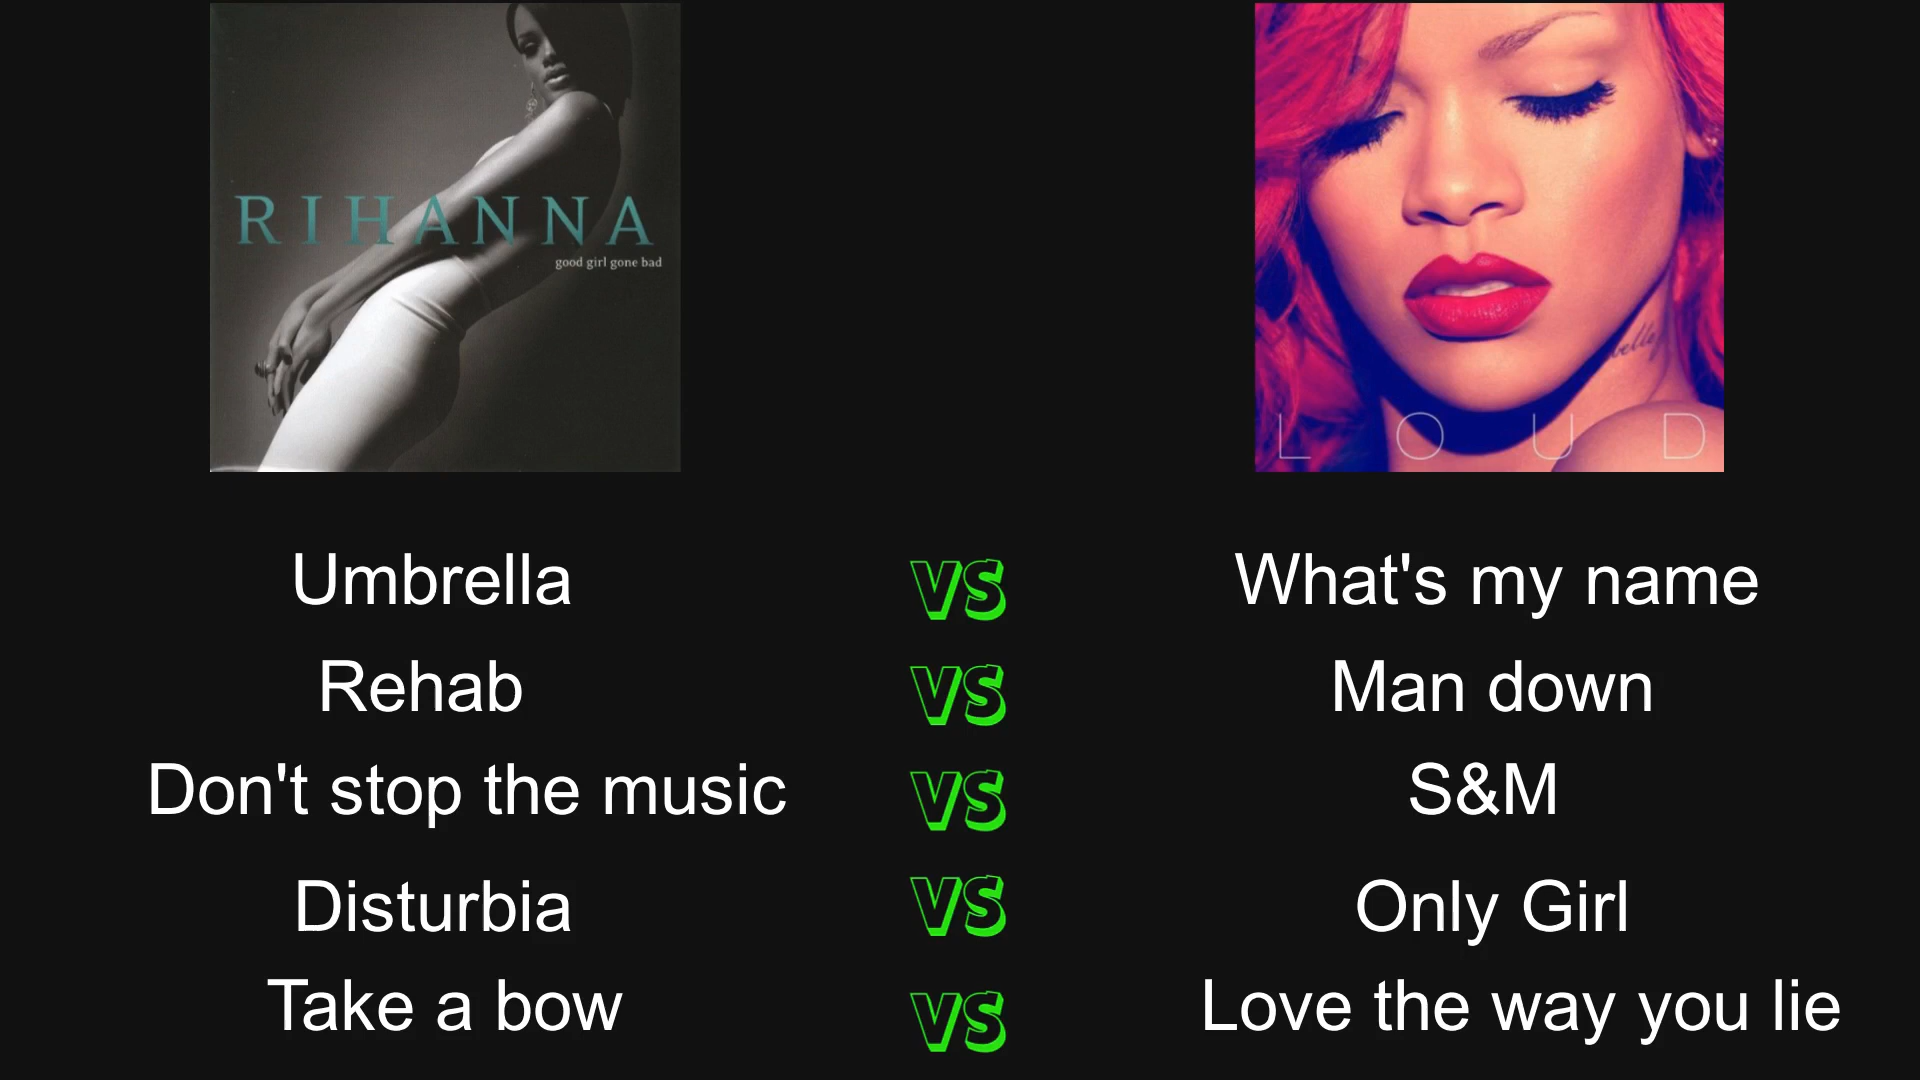 RIHANNA
good girl gone bad
LOUD
Umbrella VS What's my name
Rehab VS Man down
Don't stop the music VS S&M
Disturbia VS Only Girl
Take a bow VS Love the way you lie